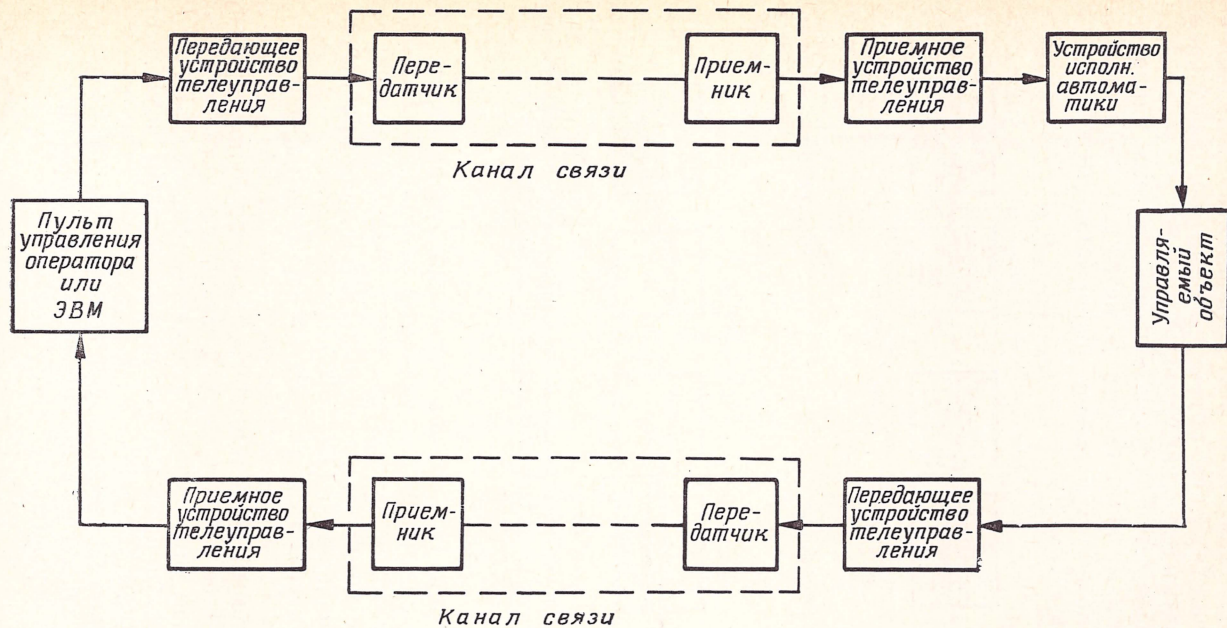 Передающее
устройство
телеуправ-
ления
Пере-
датчик
Прием-
ник
Приемное
устройство
телеуправ-
ления
Устройство
исполн.
автома-
тики
Канал связи
Пульт
управления
оператора
или
ЭВМ
Управля-
емый
объект
Приемное
устройство
телеуправ-
ления
Прием-
ник
Пере-
датчик
Передающее
устройство
телеуправ-
ления
Канал связи